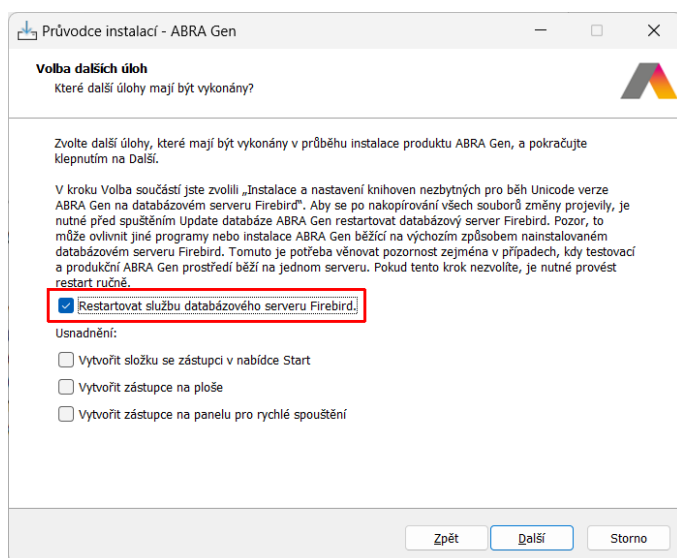 Průvodce instalací - ABRA Gen
Volba dalších úloh
Které další úlohy mají být vykonány?
Zvolte další úlohy, které mají být vykonány v průběhu instalace produktu ABRA Gen, a pokračujte
klepnutím na Další.
V kroku Volba součástí jste zvolili „Instalace a nastavení knihoven nezbytných pro běh Unicode verze
ABRA Gen na databázovém serveru Firebird". Aby se po nakopírování všech souborů změny projevily, je
nutné před spuštěním Update databáze ABRA Gen restartovat databázový server Firebird. Pozor, to
může ovlivnit jiné programy nebo instalace ABRA Gen běžící na výchozím způsobem nainstalovaném
databázovém serveru Firebird. Tomuto je potřeba věnovat pozornost zejména v případech, kdy testovací
a produkční ABRA Gen prostředí běží na jednom serveru. Pokud tento krok nezvolíte, je nutné provést
restart ručně.
Restartovat službu databázového serveru Firebird.
Usnadnění:
Vytvořit složku se zástupci v nabídce Start
Vytvořit zástupce na ploše
Vytvořit zástupce na panelu pro rychlé spouštění
Zpět
Další
Storno